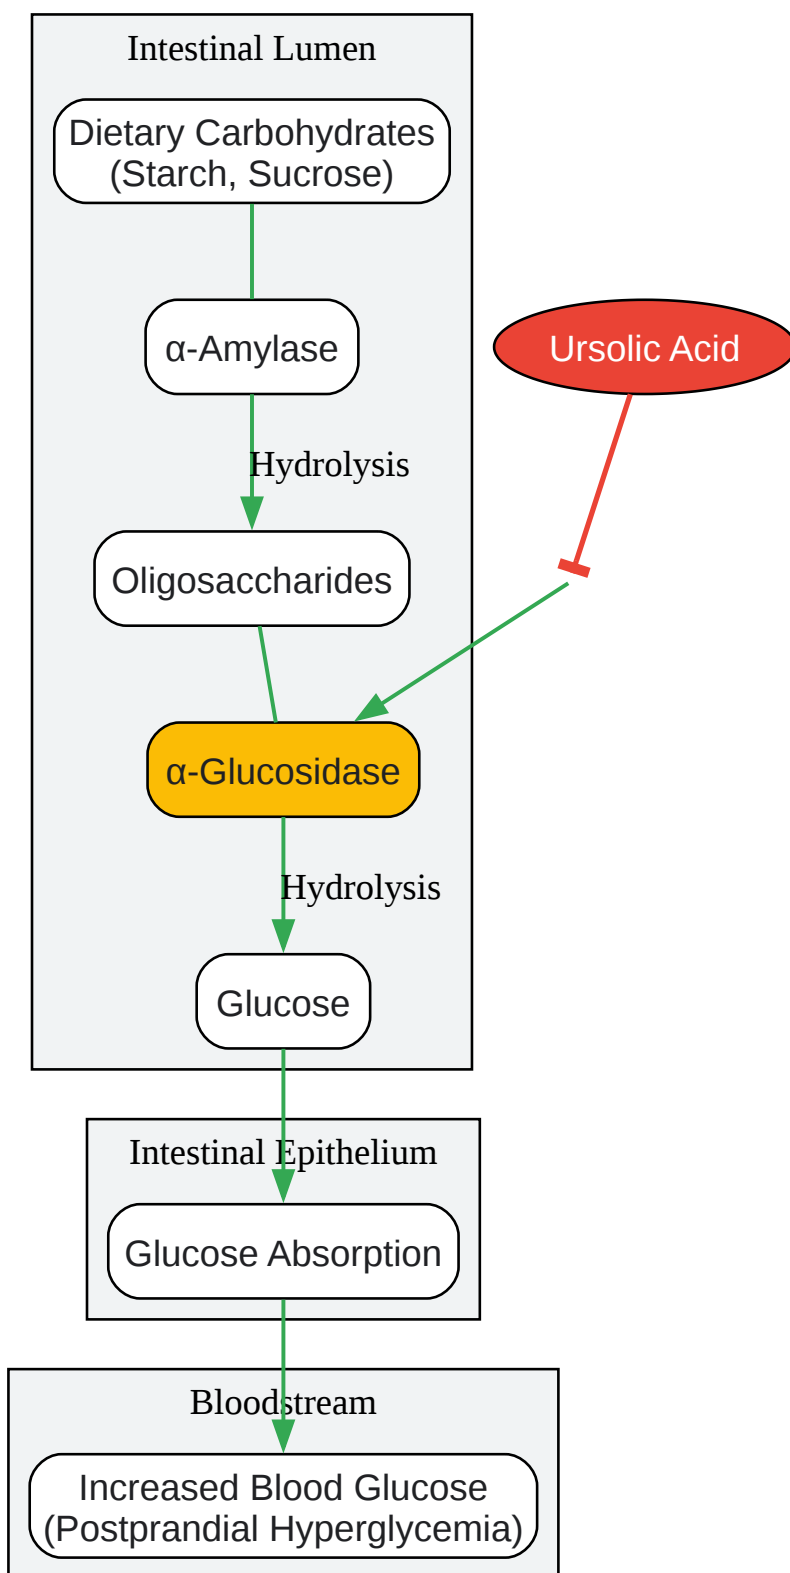 Intestinal Lumen
Dietary Carbohydrates
(Starch, Sucrose)
α-Amylase
Ursolic Acid
Hydrolysis
Oligosaccharides
α-Glucosidase
Hydrolysis
Glucose
Intestinal Epithelium
Glucose Absorption
Bloodstream
Increased Blood Glucose
(Postprandial Hyperglycemia)